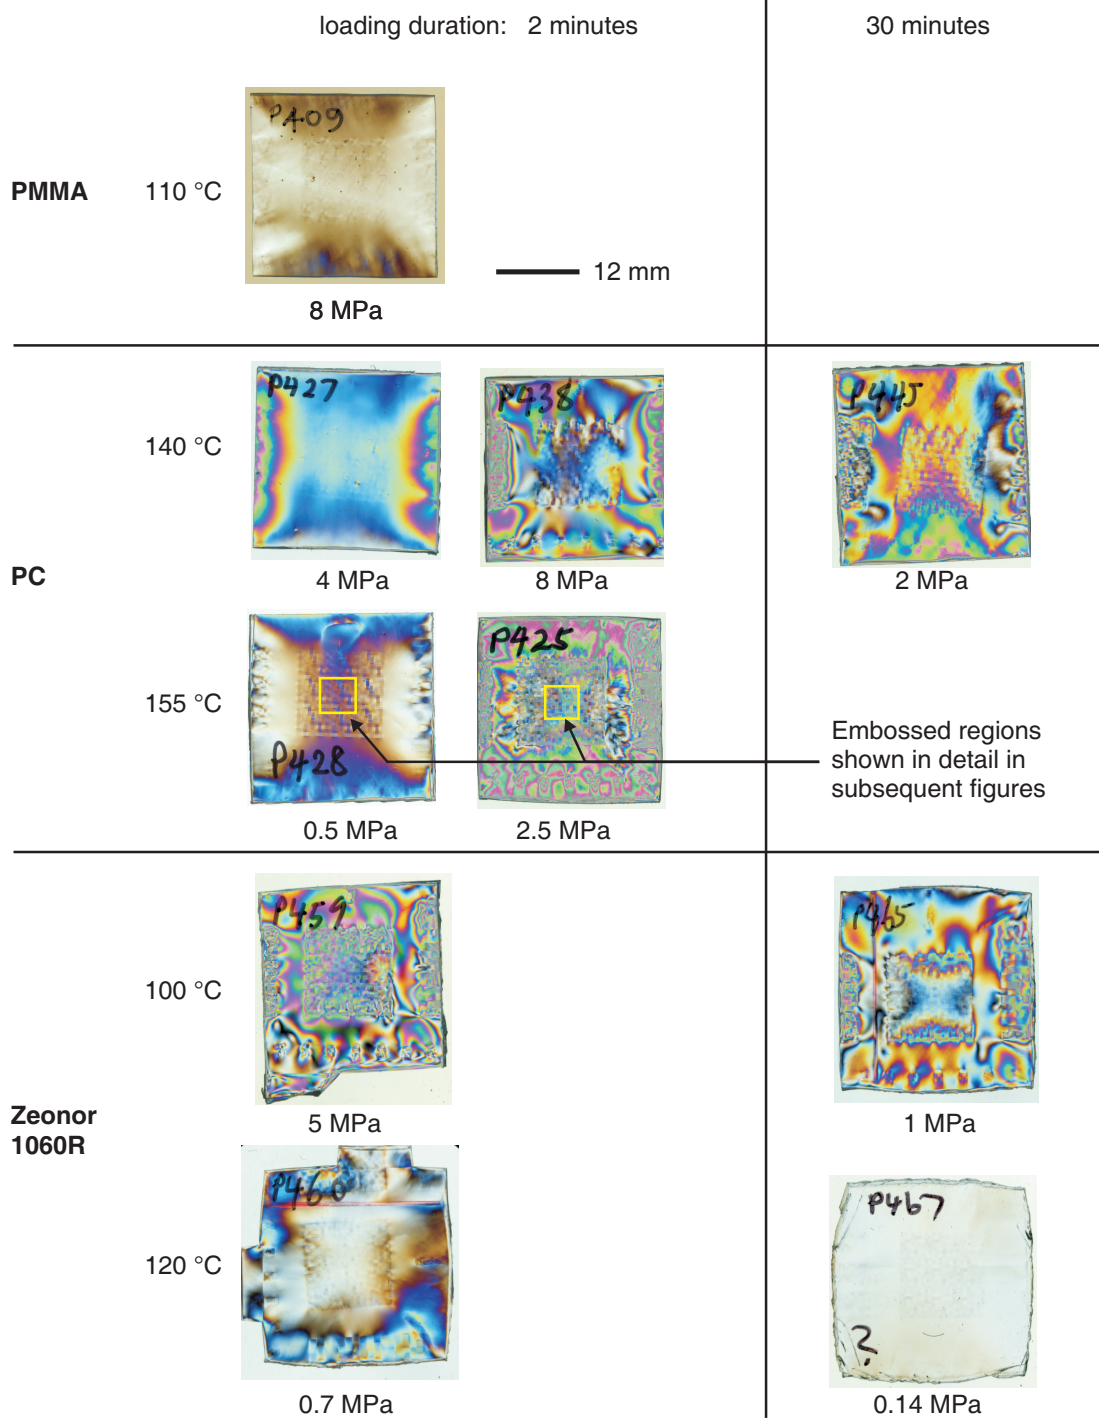 loading duration: 2 minutes
30 minutes
P409
PMMA
110 °C
12 mm
8 MPa
P427
P438
P445
140 °C
4 MPa
8 MPa
2 MPa
PC
P425
155 °C
Embossed regions
shown in detail in
subsequent figures
P428
0.5 MPa
2.5 MPa
P459
P465
100 °C
5 MPa
1 MPa
Zeonor
1060R
P460
P467
120 °C
?
0.7 MPa
0.14 MPa